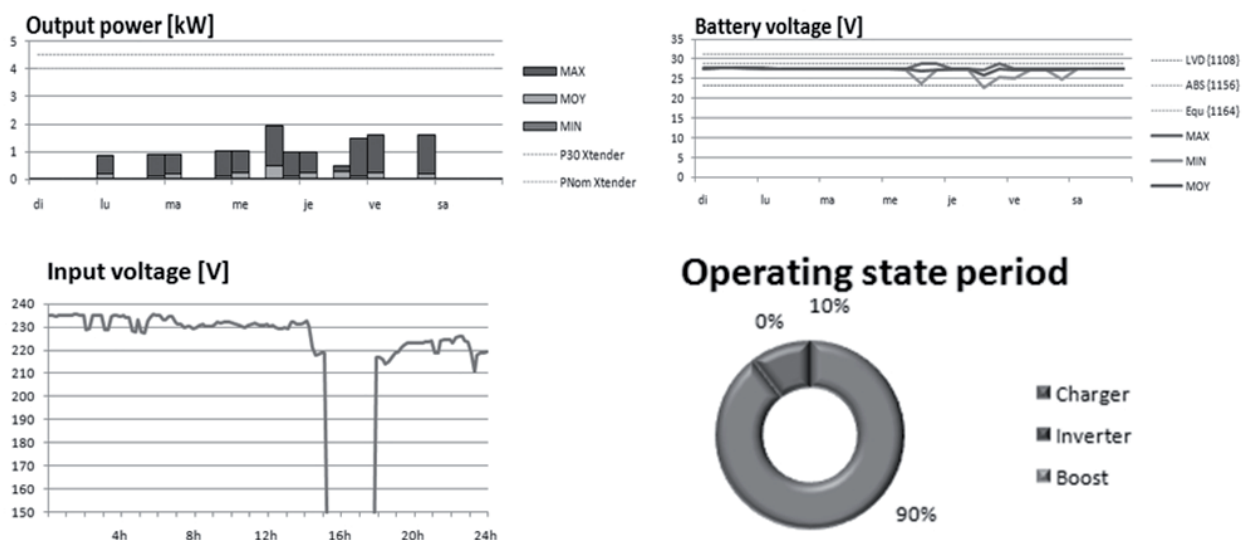 Output power [kW]
5
4
3
2
1
0
di lu ma me je ve sa
MAX
MOY
MIN
P30 Xtender
PNom Xtender
Battery voltage [V]
35
30
25
20
15
10
5
0
di lu ma me je ve sa
LVD {1108}
ABS {1156}
Equ {1164}
MAX
MIN
MOY
Input voltage [V]
240
230
220
210
200
190
180
170
160
150
4h 8h 12h 16h 20h 24h
Operating state period
10%
0%
90%
Charger
Inverter
Boost